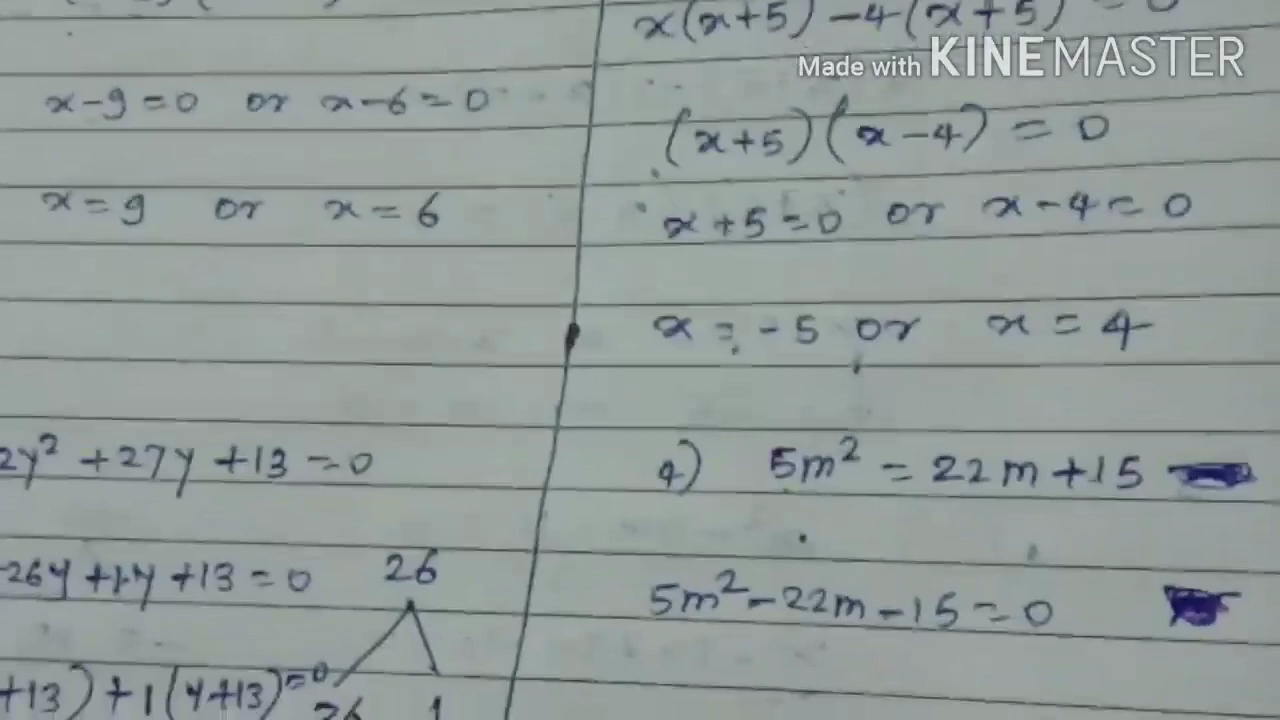 x-9=0 or x-6=0
x=9 or x=6
2y² +27y +13 =0
26y +1y +13 =0
26
+13) +1(y+13)=0
26 1
x(x+5) -4(x+5) = 0
Made with KINEMASTER
(x+5)(x-4) = 0
x+5=0 or x-4=0
x = -5 or x = 4
4) 5m² = 22m +15
5m² -22m -15=0